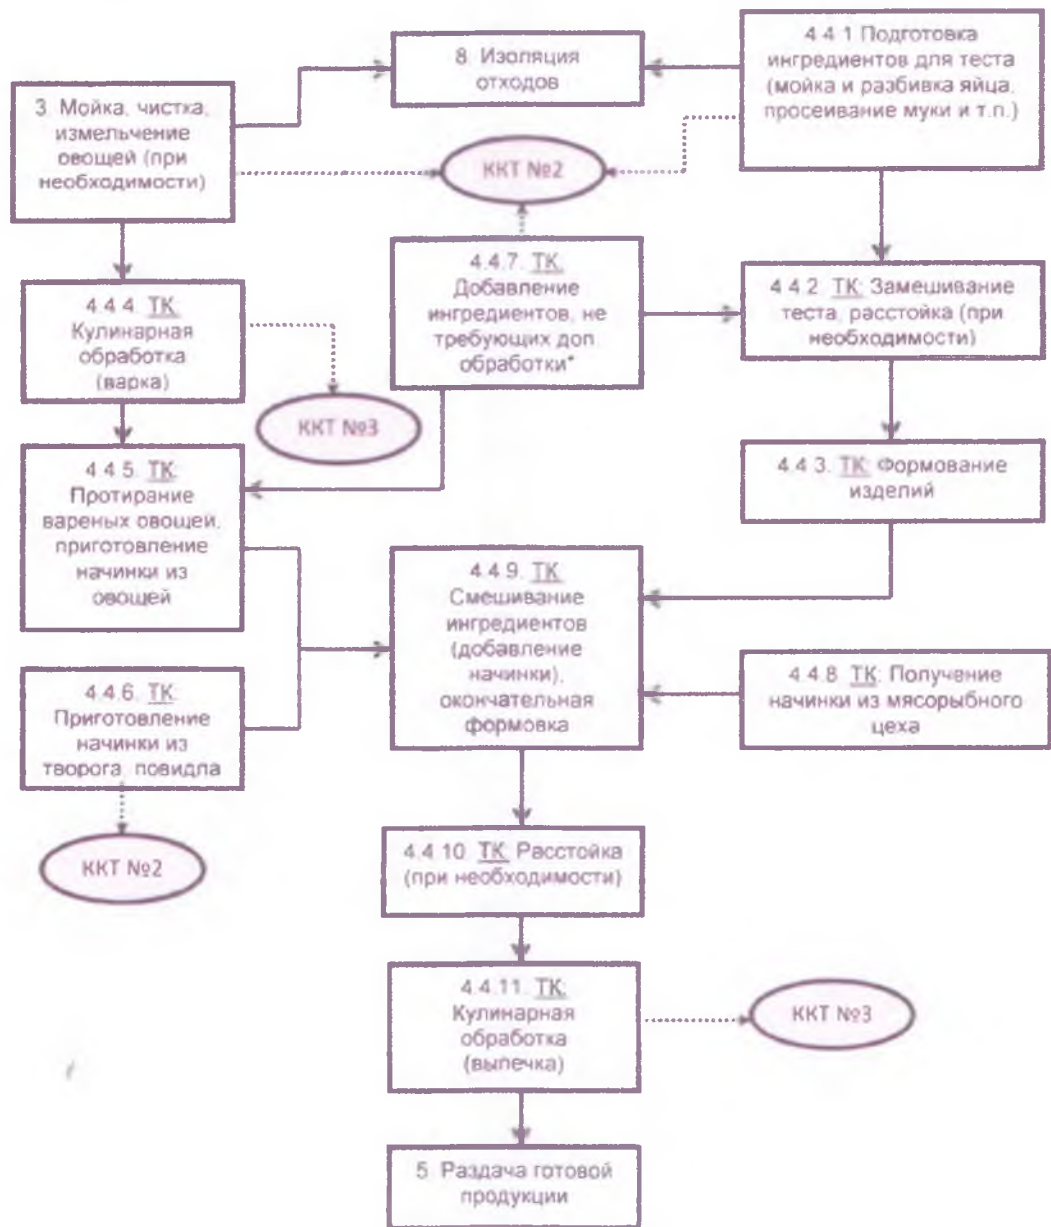 8. Изоляция
отходов
4.4.1 Подготовка
ингредиентов для теста
(мойка и разбивка яйца,
просеивание муки и т.п.)
3. Мойка, чистка,
измельчение
овощей (при
необходимости)
ККТ №2
4.4.4. ТК:
Кулинарная
обработка
(варка)
4.4.7. ТК:
Добавление
ингредиентов, не
требующих доп.
обработки*
4.4.2. ТК: Замешивание
теста, расстойка (при
необходимости)
ККТ №3
4.4.5. ТК:
Протирание
вареных овощей,
приготовление
начинки из
овощей
4.4.3. ТК: Формование
изделий
4.4.9. ТК:
Смешивание
ингредиентов
(добавление
начинки),
окончательная
формовка
4.4.6. ТК:
Приготовление
начинки из
творога, повидла
4.4.8. ТК: Получение
начинки из мясорыбного
цеха
ККТ №2
4.4.10. ТК: Расстойка
(при необходимости)
4.4.11. ТК:
Кулинарная
обработка
(выпечка)
ККТ №3
5. Раздача готовой
продукции